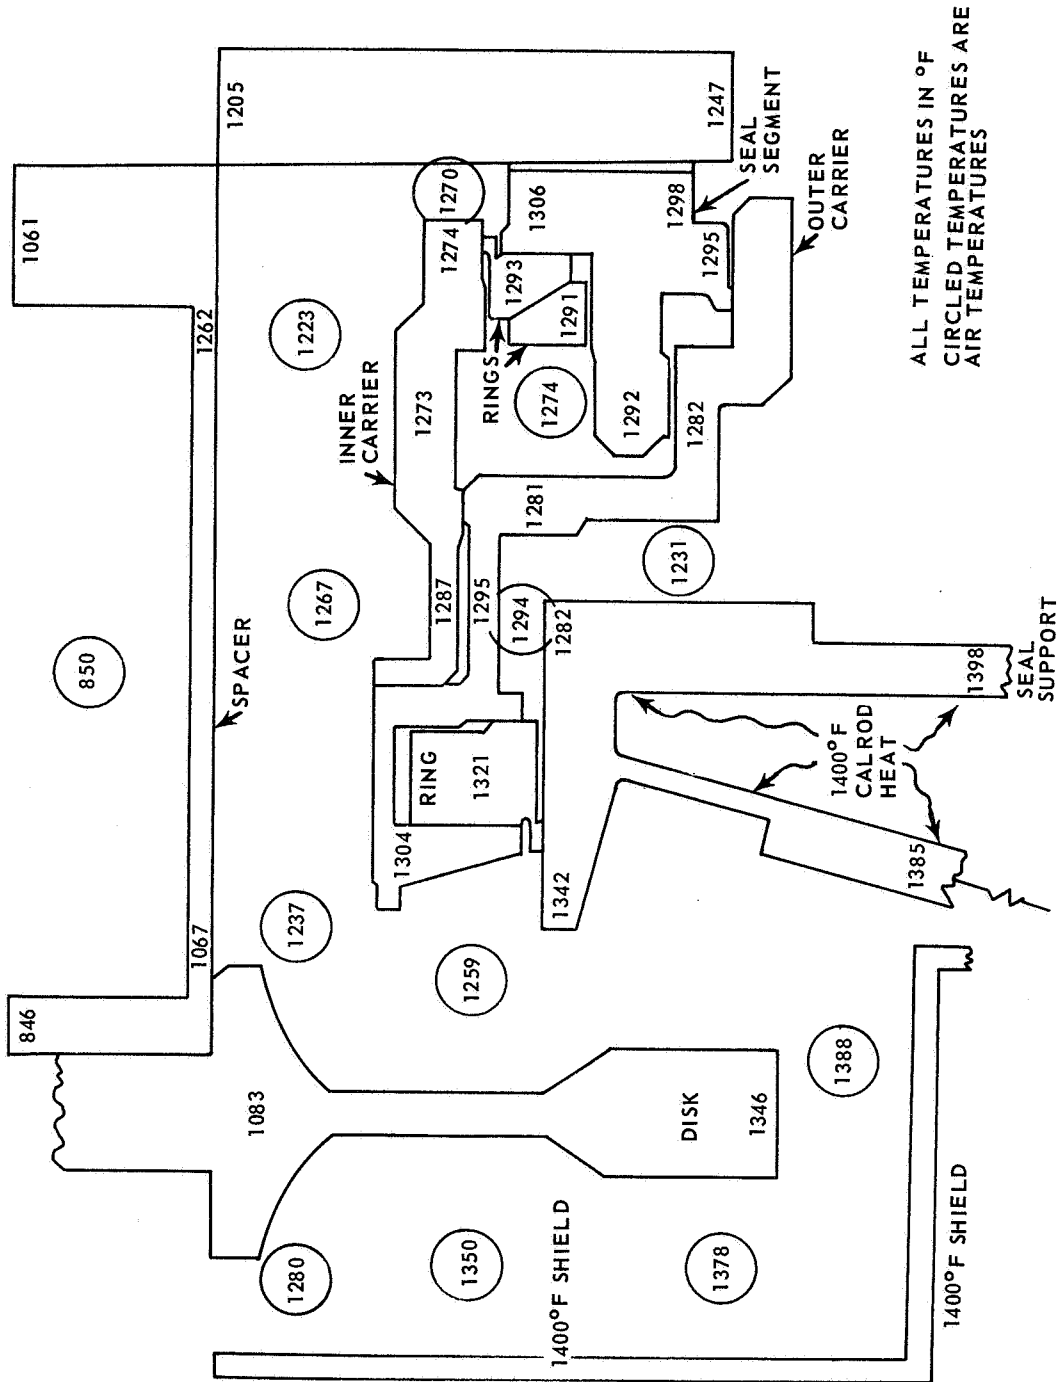 1061
1205
1262
1223
1270
1274
1306
1247
1298
SEAL
SEGMENT
1295
OUTER
CARRIER
1293
1291
RINGS
1274
1292
1282
INNER
CARRIER
1273
1281
1267
1287
1295
1294
1282
1231
850
SPACER
1398
SEAL
SUPPORT
1400°F
CALROD
HEAT
RING
1321
1304
1342
1385
1237
1259
1067
846
1083
DISK
1346
1388
1280
1350
1378
1400°F SHIELD
1400°F SHIELD
ALL TEMPERATURES IN °F
CIRCLED TEMPERATURES ARE
AIR TEMPERATURES